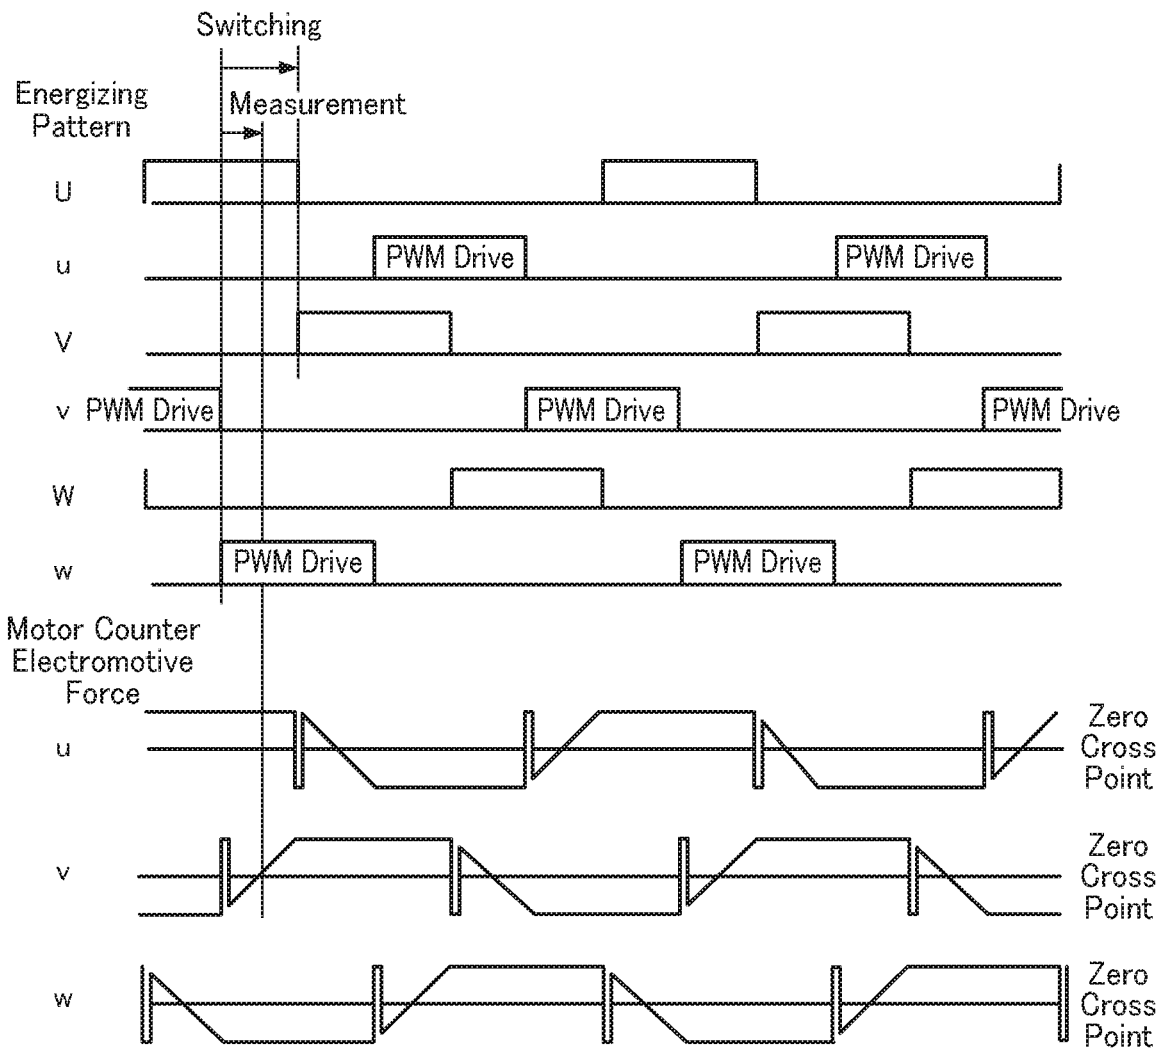 Switching
Energizing
Pattern
Measurement
U
u PWM Drive PWM Drive
V
v PWM Drive PWM Drive PWM Drive
W
w PWM Drive PWM Drive
Motor Counter
Electromotive
Force
u
Zero
Cross
Point
v
Zero
Cross
Point
w
Zero
Cross
Point